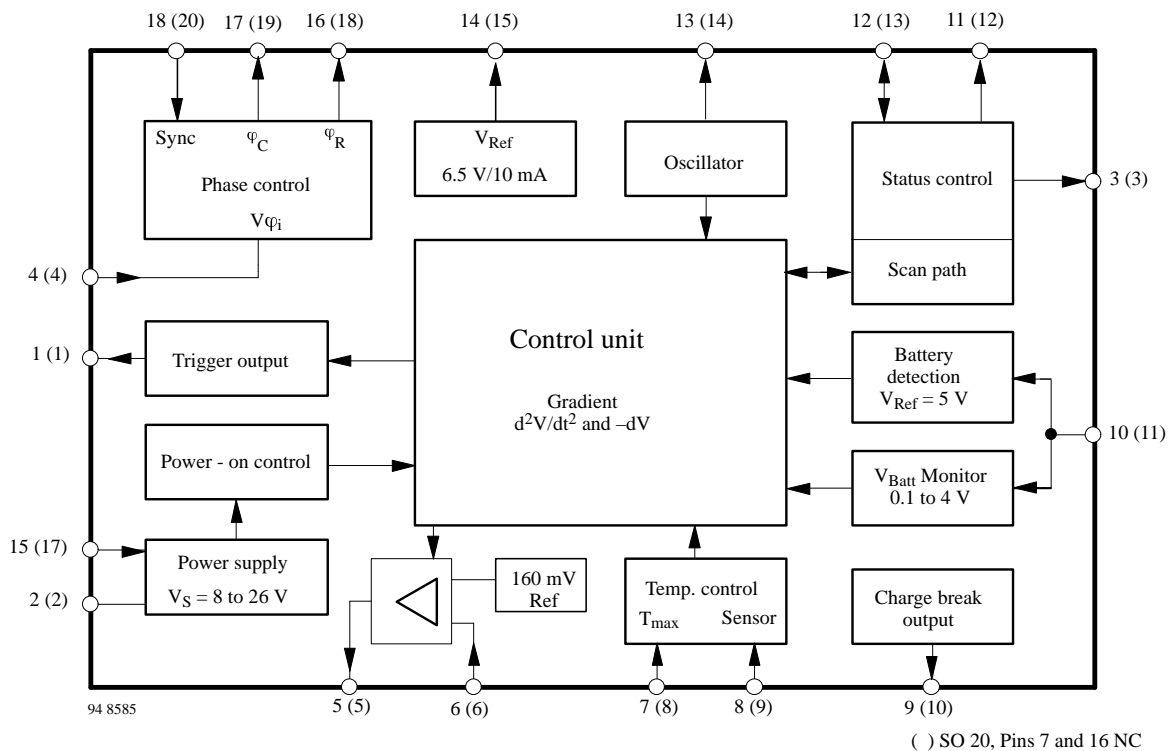 18 (20)
17 (19)
16 (18)
14 (15)
13 (14)
12 (13)
11 (12)
Sync
φC
φR
Phase control
Vφi
VRef
6.5 V/10 mA
Oscillator
Status control
3 (3)
Scan path
4 (4)
Control unit
Gradient
d²V/dt² and –dV
1 (1)
Trigger output
Battery
detection
VRef = 5 V
10 (11)
Power - on control
VBatt Monitor
0.1 to 4 V
15 (17)
Power supply
VS = 8 to 26 V
2 (2)
160 mV
Ref
Temp. control
Tmax
Sensor
Charge break
output
94 8585
5 (5)
6 (6)
7 (8)
8 (9)
9 (10)
( ) SO 20, Pins 7 and 16 NC